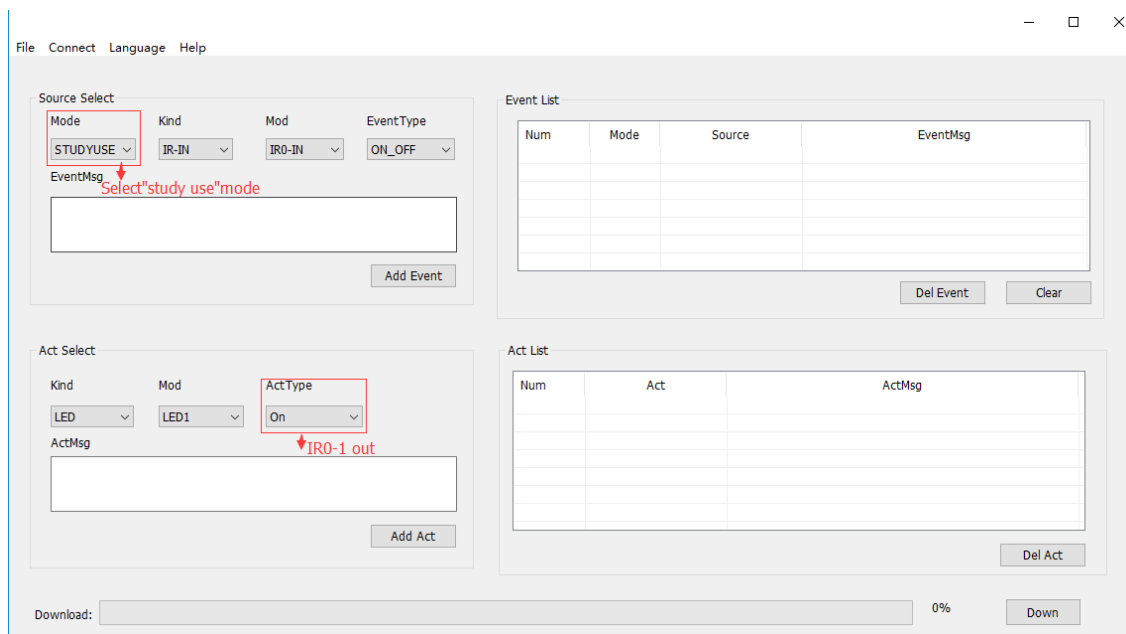 File Connect Language Help
Source Select
Mode Kind Mod EventType
STUDYUSE IR-IN IR0-IN ON_OFF
EventMsg
Select"study use"mode
Add Event
Event List
Num Mode Source EventMsg
Del Event Clear
Act Select
Kind Mod ActType
LED LED1 On
ActMsg
IR0-1 out
Add Act
Act List
Num Act ActMsg
Del Act
Download: 0% Down